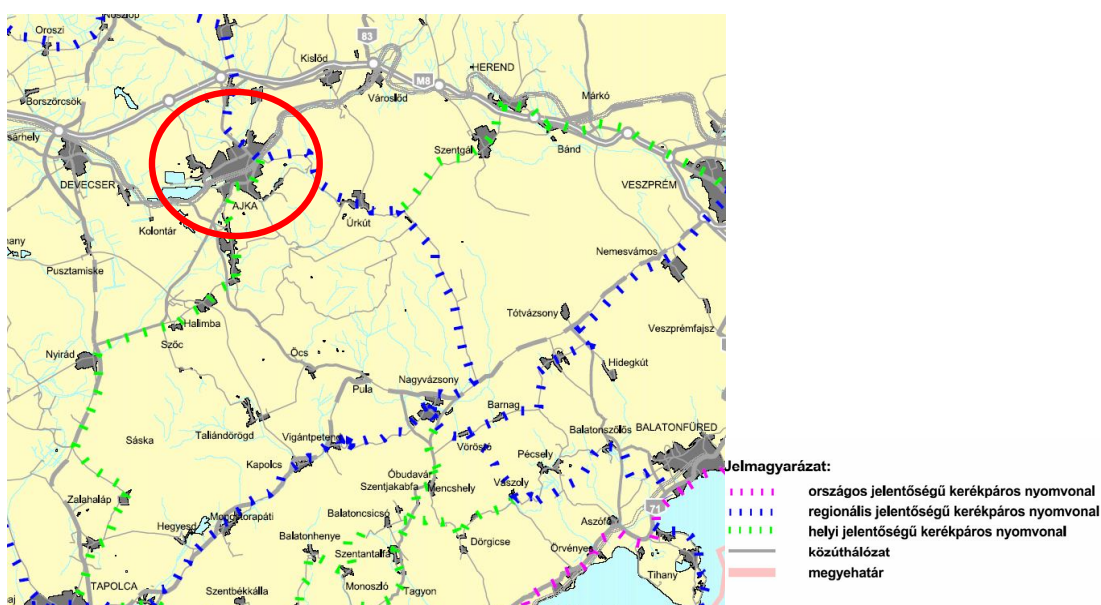 Noszlop
Oroszi
83
Kislőd
HEREND
M8
Városlőd
Márkó
Borszörcsök
sárhely
Szentgál
Bánd
DEVECSER
VESZPRÉM
AJKA
Kolontár
Úrkút
Nemesvámos
Pusztamiske
Tótvázsony
Halimba
Veszprémfajsz
Szőc
Nyirád
Öcs
Hidegkút
Pula
Nagyvázsony
Barnag
Sáska
Taliándörögd
Vigántpetend
Balatonszőlős
BALATONFÜRED
Vöröstó
Pécsely
Kapolcs
Óbudavár
Szentjakabfa
Mencshely
Vászoly
Zalahaláp
Balatoncsicsó
71
Hegyesd
Monostorapáti
Aszófő
Balatonhenye
Dörgicse
Örvényes
Szentantalfa
Tihany
TAPOLCA
Monoszló
Tagyon
Szentbékkálla
Jelmagyarázat:
országos jelentőségű kerékpáros nyomvonal
regionális jelentőségű kerékpáros nyomvonal
helyi jelentőségű kerékpáros nyomvonal
közúthálózat
megyehatár